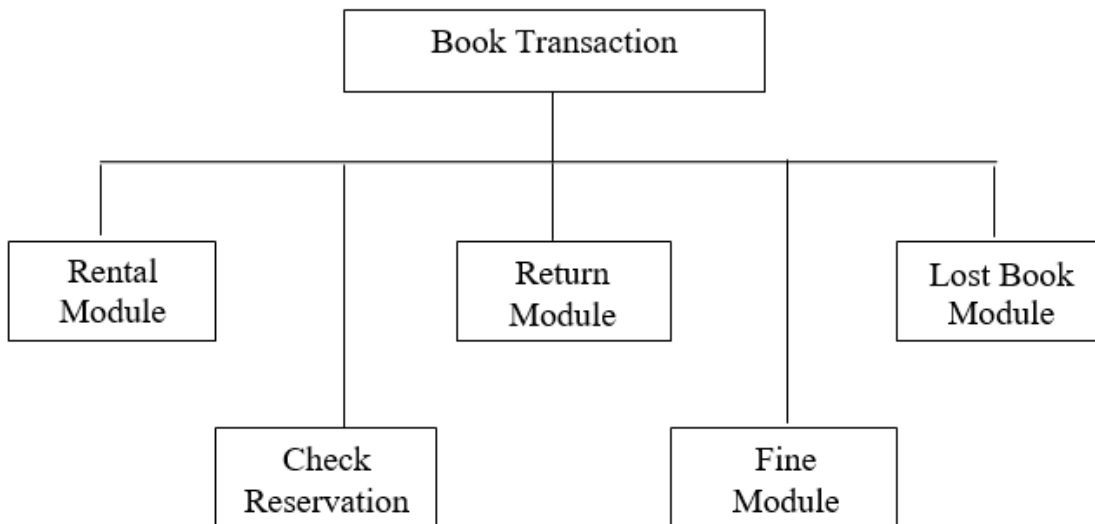 Book Transaction
Rental
Module
Return
Module
Lost Book
Module
Check
Reservation
Fine
Module